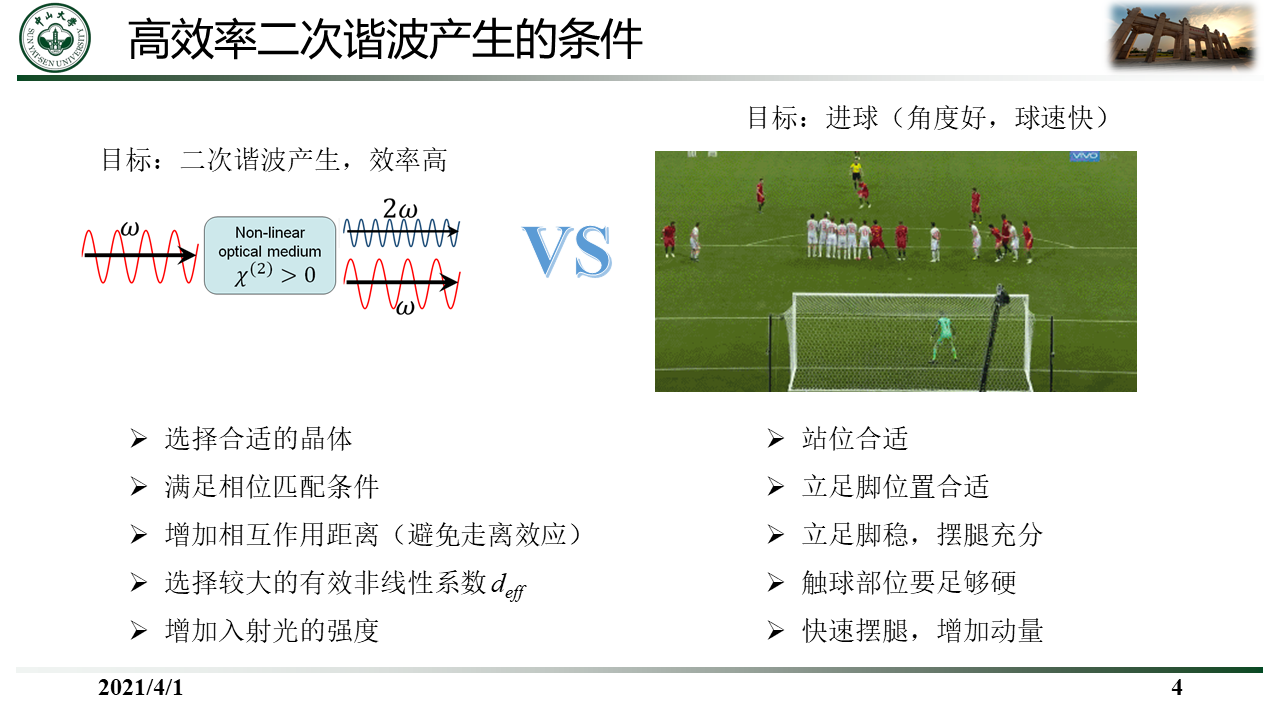 中山大学
SUN YAT-SEN UNIVERSITY
高效率二次谐波产生的条件
目标：二次谐波产生，效率高
ω
Non-linear
optical medium
χ⁽²⁾ > 0
2ω
ω
VS
目标：进球（角度好，球速快）
vivo
➢ 选择合适的晶体
➢ 满足相位匹配条件
➢ 增加相互作用距离（避免走离效应）
➢ 选择较大的有效非线性系数 d_eff
➢ 增加入射光的强度
➢ 站位合适
➢ 立足脚位置合适
➢ 立足脚稳，摆腿充分
➢ 触球部位要足够硬
➢ 快速摆腿，增加动量
2021/4/1
4